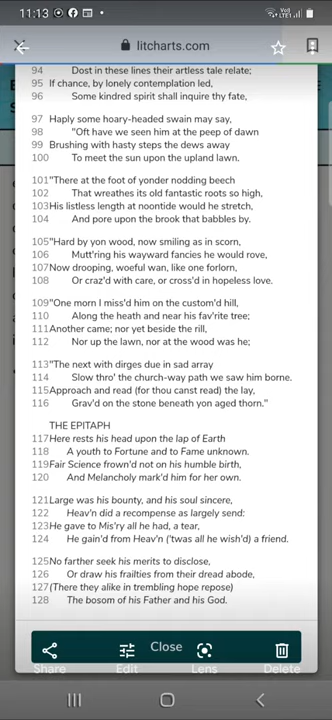 11:13
litcharts.com
94 Dost in these lines their artless tale relate;
95 If chance, by lonely contemplation led,
96 Some kindred spirit shall inquire thy fate,
97 Haply some hoary-headed swain may say,
98 "Oft have we seen him at the peep of dawn
99 Brushing with hasty steps the dews away
100 To meet the sun upon the upland lawn.
101 "There at the foot of yonder nodding beech
102 That wreathes its old fantastic roots so high,
103 His listless length at noontide would he stretch,
104 And pore upon the brook that babbles by.
105 "Hard by yon wood, now smiling as in scorn,
106 Mutt'ring his wayward fancies he would rove,
107 Now drooping, woeful wan, like one forlorn,
108 Or craz'd with care, or cross'd in hopeless love.
109 "One morn I miss'd him on the custom'd hill,
110 Along the heath and near his fav'rite tree;
111 Another came; nor yet beside the rill,
112 Nor up the lawn, nor at the wood was he;
113 "The next with dirges due in sad array
114 Slow thro' the church-way path we saw him borne.
115 Approach and read (for thou canst read) the lay,
116 Grav'd on the stone beneath yon aged thorn."
THE EPITAPH
117 Here rests his head upon the lap of Earth
118 A youth to Fortune and to Fame unknown.
119 Fair Science frown'd not on his humble birth,
120 And Melancholy mark'd him for her own.
121 Large was his bounty, and his soul sincere,
122 Heav'n did a recompense as largely send:
123 He gave to Mis'ry all he had, a tear,
124 He gain'd from Heav'n ('twas all he wish'd) a friend.
125 No farther seek his merits to disclose,
126 Or draw his frailties from their dread abode,
127 (There they alike in trembling hope repose)
128 The bosom of his Father and his God.
Close
Share Edit Lens Delete